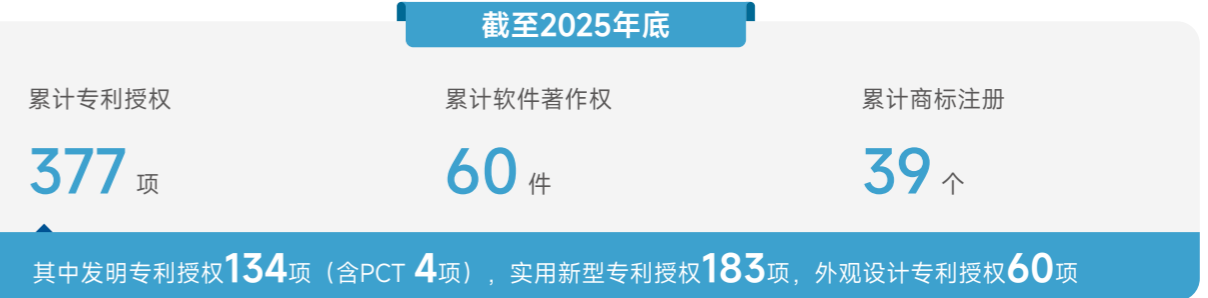 截至2025年底
累计专利授权
377 项
累计软件著作权
60 件
累计商标注册
39 个
其中发明专利授权134项（含PCT 4项），实用新型专利授权183项，外观设计专利授权60项